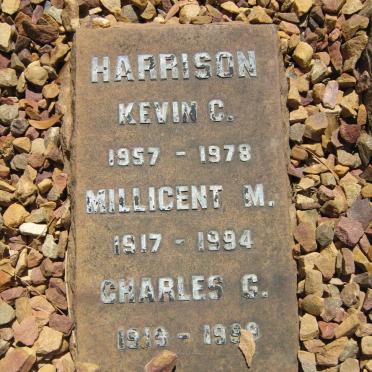 HARRISON
KEVIN C.
1957 - 1978
MILLICENT M.
1917 - 1994
CHARLES G.